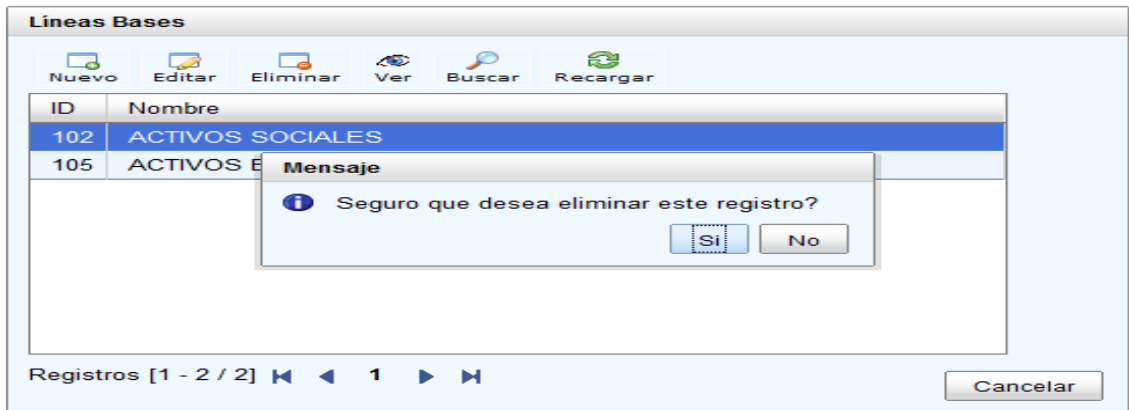 Líneas Bases
Nuevo Editar Eliminar Ver Buscar Recargar
ID Nombre
102 ACTIVOS SOCIALES
105 ACTIVOS
Mensaje
Seguro que desea eliminar este registro?
Si No
Registros [1 - 2 / 2] 1
Cancelar